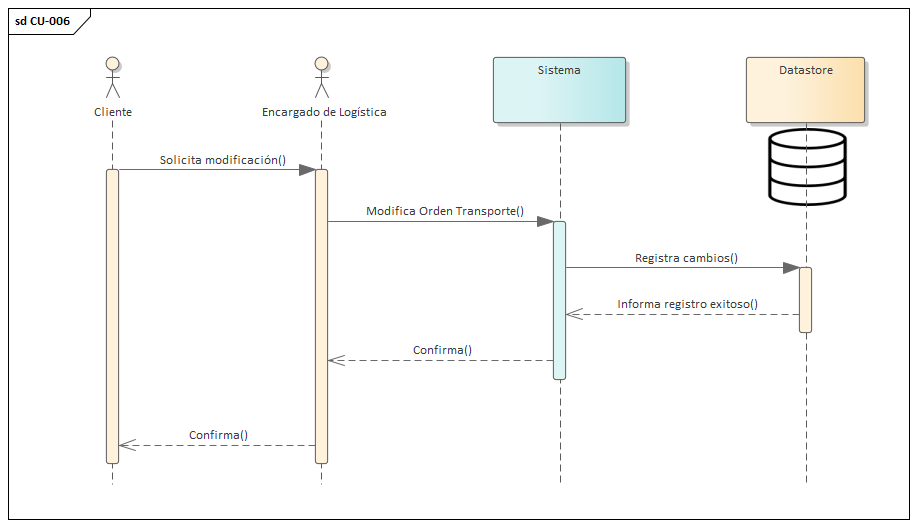 sd CU-006
Sistema
Datastore
Cliente
Encargado de Logística
Solicita modificación()
Modifica Orden Transporte()
Registra cambios()
Informa registro exitoso()
Confirma()
Confirma()